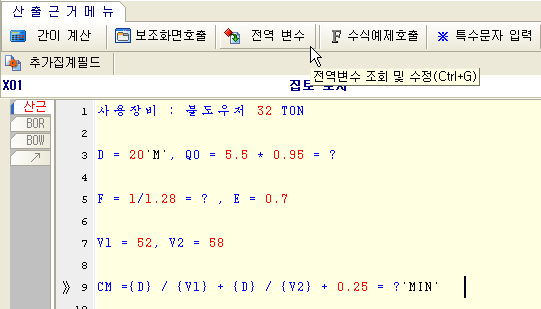 산 출 근 거 메 뉴
간이 계산 보조화면호출 전역 변수 수식예제호출 ※ 특수문자 입력
추가집계필드
전역변수 조회 및 수정(Ctrl+G)
X01
산근
BOR
BOW
1 사용장비 : 불도우저 32 TON
2
3 D = 20'M', Q0 = 5.5 * 0.95 = ?
4
5 F = 1/1.28 = ? , E = 0.7
6
7 V1 = 52, V2 = 58
8
9 CM ={D} / {V1} + {D} / {V2} + 0.25 = ?'MIN'